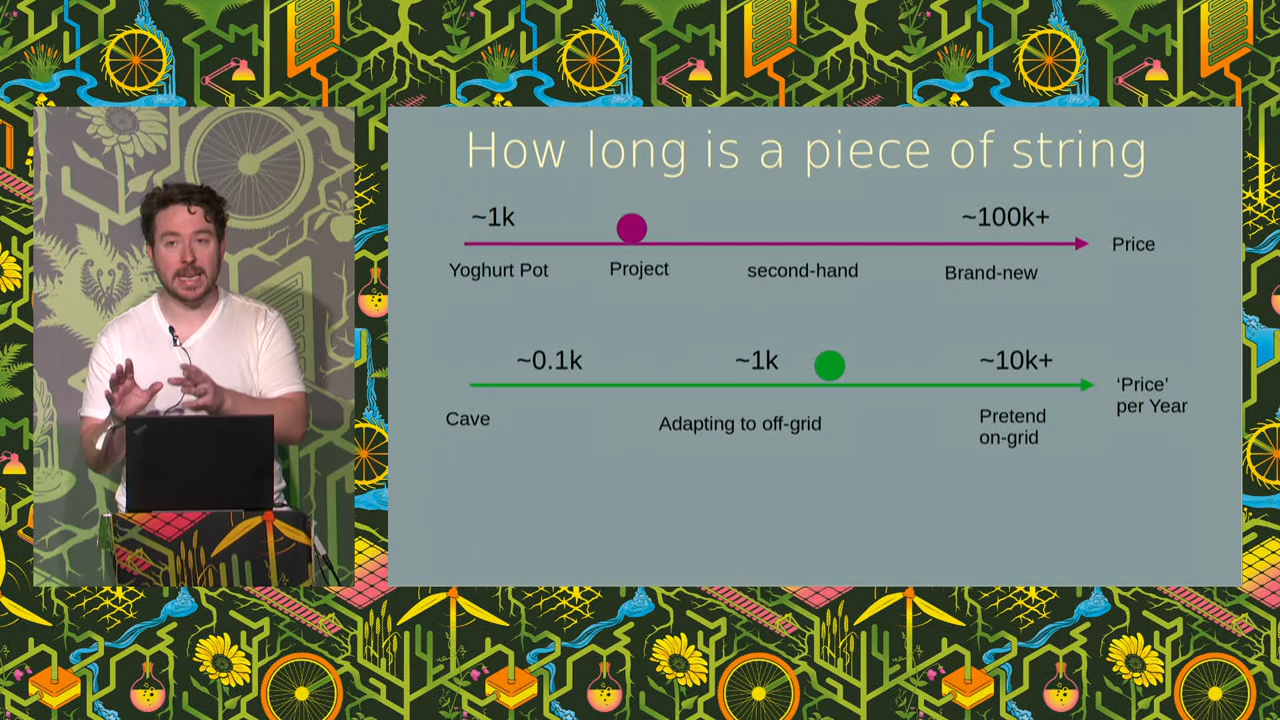 How long is a piece of string
~1k
~100k+
Price
Yoghurt Pot
Project
second-hand
Brand-new
~0.1k
~1k
~10k+
‘Price’
per Year
Cave
Adapting to off-grid
Pretend
on-grid